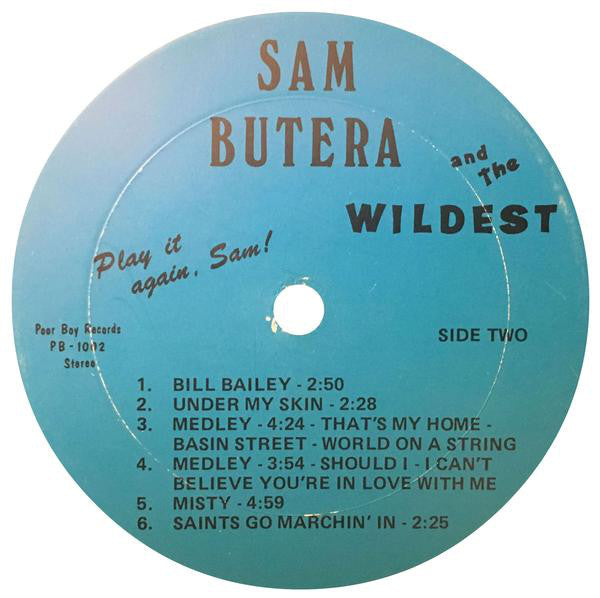 SAM
BUTERA
and The
WILDEST
Play it
again, Sam!
Poor Boy Records
PB-1002
Stereo
SIDE TWO
1. BILL BAILEY - 2:50
2. UNDER MY SKIN - 2:28
3. MEDLEY - 4:24 - THAT'S MY HOME -
BASIN STREET - WORLD ON A STRING
4. MEDLEY - 3:54 - SHOULD I - I CAN'T
BELIEVE YOU'RE IN LOVE WITH ME
5. MISTY - 4:59
6. SAINTS GO MARCHIN' IN - 2:25